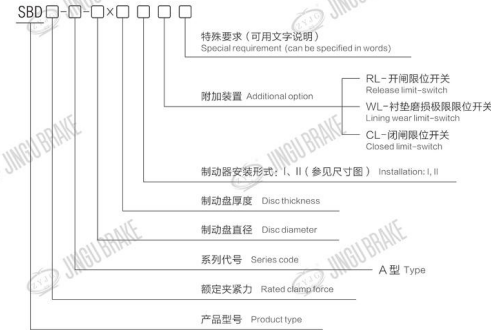 SBD□-□-□×□□□□
特殊要求（可用文字说明）
Special requirement (can be specified in words)
RL-开闸限位开关
Release limit-switch
附加装置 Additional option
WL-衬垫磨损极限限位开关
Lining wear limit-switch
CL-闭闸限位开关
Closed limit-switch
制动器安装形式：I、II（参见尺寸图） Installation: I, II
制动盘厚度 Disc thickness
制动盘直径 Disc diameter
系列代号 Series code
A型 Type
额定夹紧力 Rated clamp force
产品型号 Product type
JINGU BRAKE
JINGU BRAKE
JINGU BRAKE
JINGU BRAKE
JINGU BRAKE